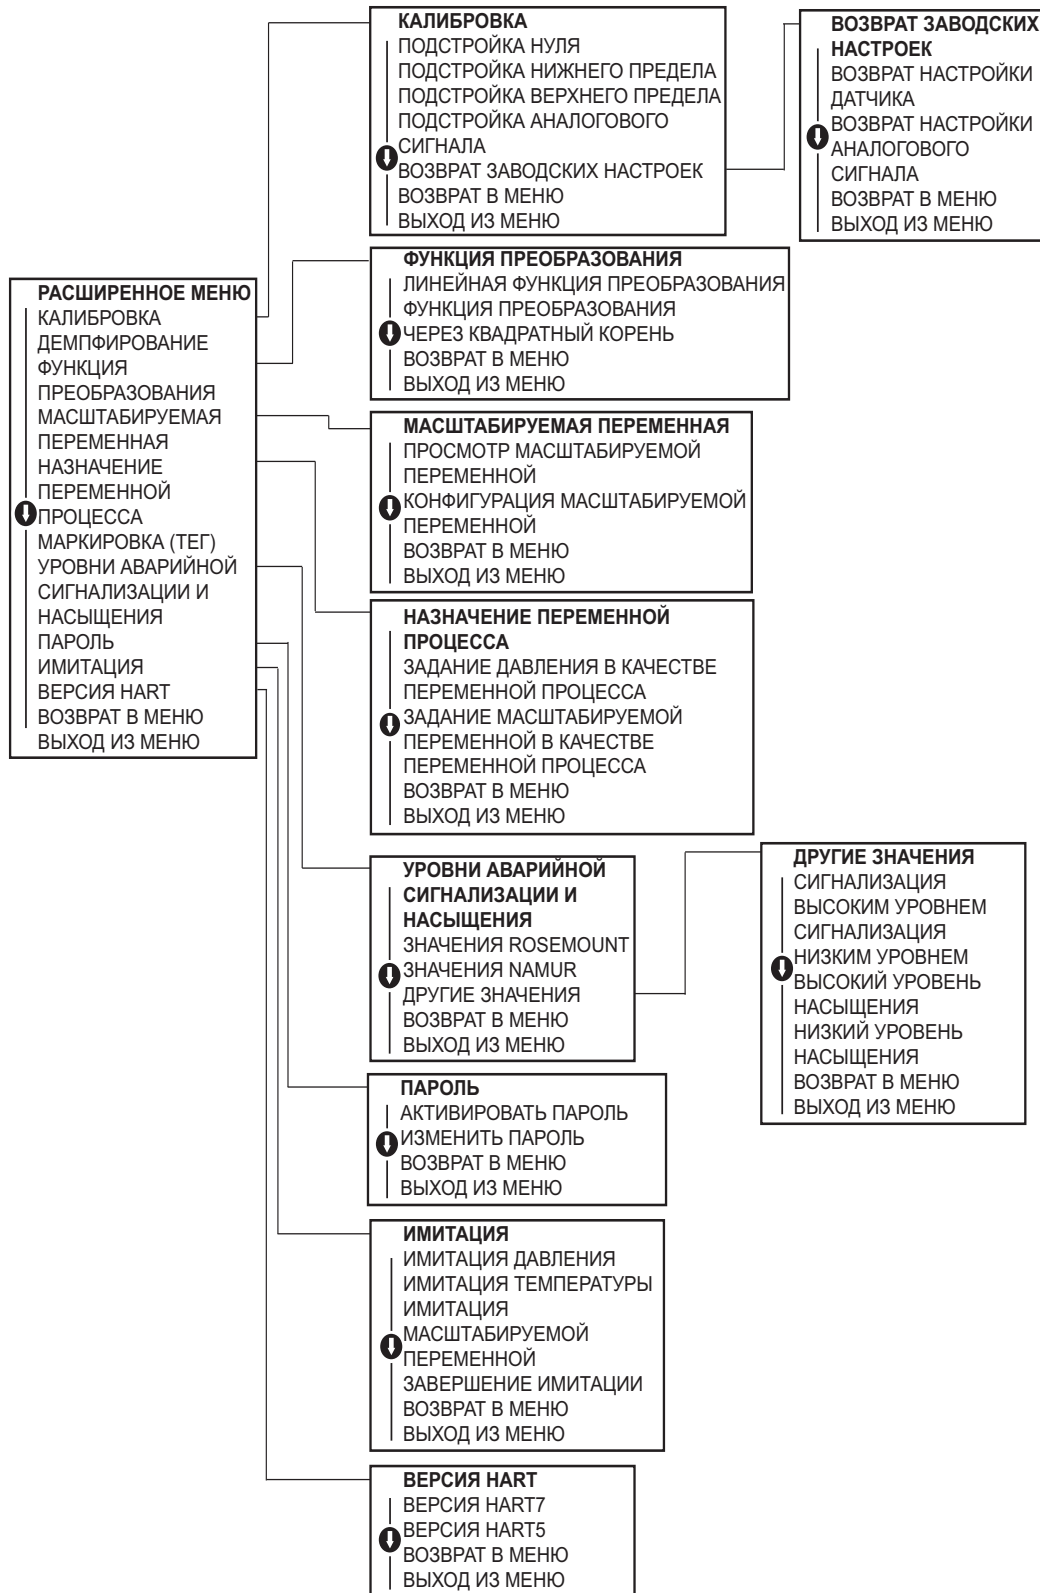 РАСШИРЕННОЕ МЕНЮ
КАЛИБРОВКА
ДЕМПФИРОВАНИЕ
ФУНКЦИЯ
ПРЕОБРАЗОВАНИЯ
МАСШТАБИРУЕМАЯ
ПЕРЕМЕННАЯ
НАЗНАЧЕНИЕ
ПЕРЕМЕННОЙ
ПРОЦЕССА
МАРКИРОВКА (ТЕГ)
УРОВНИ АВАРИЙНОЙ
СИГНАЛИЗАЦИИ И
НАСЫЩЕНИЯ
ПАРОЛЬ
ИМИТАЦИЯ
ВЕРСИЯ HART
ВОЗВРАТ В МЕНЮ
ВЫХОД ИЗ МЕНЮ
КАЛИБРОВКА
ПОДСТРОЙКА НУЛЯ
ПОДСТРОЙКА НИЖНЕГО ПРЕДЕЛА
ПОДСТРОЙКА ВЕРХНЕГО ПРЕДЕЛА
ПОДСТРОЙКА АНАЛОГОВОГО
СИГНАЛА
ВОЗВРАТ ЗАВОДСКИХ НАСТРОЕК
ВОЗВРАТ В МЕНЮ
ВЫХОД ИЗ МЕНЮ
ВОЗВРАТ ЗАВОДСКИХ
НАСТРОЕК
ВОЗВРАТ НАСТРОЙКИ
ДАТЧИКА
ВОЗВРАТ НАСТРОЙКИ
АНАЛОГОВОГО
СИГНАЛА
ВОЗВРАТ В МЕНЮ
ВЫХОД ИЗ МЕНЮ
ФУНКЦИЯ ПРЕОБРАЗОВАНИЯ
ЛИНЕЙНАЯ ФУНКЦИЯ ПРЕОБРАЗОВАНИЯ
ФУНКЦИЯ ПРЕОБРАЗОВАНИЯ
ЧЕРЕЗ КВАДРАТНЫЙ КОРЕНЬ
ВОЗВРАТ В МЕНЮ
ВЫХОД ИЗ МЕНЮ
МАСШТАБИРУЕМАЯ ПЕРЕМЕННАЯ
ПРОСМОТР МАСШТАБИРУЕМОЙ
ПЕРЕМЕННОЙ
КОНФИГУРАЦИЯ МАСШТАБИРУЕМОЙ
ПЕРЕМЕННОЙ
ВОЗВРАТ В МЕНЮ
ВЫХОД ИЗ МЕНЮ
НАЗНАЧЕНИЕ ПЕРЕМЕННОЙ
ПРОЦЕССА
ЗАДАНИЕ ДАВЛЕНИЯ В КАЧЕСТВЕ
ПЕРЕМЕННОЙ ПРОЦЕССА
ЗАДАНИЕ МАСШТАБИРУЕМОЙ
ПЕРЕМЕННОЙ В КАЧЕСТВЕ
ПЕРЕМЕННОЙ ПРОЦЕССА
ВОЗВРАТ В МЕНЮ
ВЫХОД ИЗ МЕНЮ
УРОВНИ АВАРИЙНОЙ
СИГНАЛИЗАЦИИ И
НАСЫЩЕНИЯ
ЗНАЧЕНИЯ ROSEMOUNT
ЗНАЧЕНИЯ NAMUR
ДРУГИЕ ЗНАЧЕНИЯ
ВОЗВРАТ В МЕНЮ
ВЫХОД ИЗ МЕНЮ
ДРУГИЕ ЗНАЧЕНИЯ
СИГНАЛИЗАЦИЯ
ВЫСОКИМ УРОВНЕМ
СИГНАЛИЗАЦИЯ
НИЗКИМ УРОВНЕМ
ВЫСОКИЙ УРОВЕНЬ
НАСЫЩЕНИЯ
НИЗКИЙ УРОВЕНЬ
НАСЫЩЕНИЯ
ВОЗВРАТ В МЕНЮ
ВЫХОД ИЗ МЕНЮ
ПАРОЛЬ
АКТИВИРОВАТЬ ПАРОЛЬ
ИЗМЕНИТЬ ПАРОЛЬ
ВОЗВРАТ В МЕНЮ
ВЫХОД ИЗ МЕНЮ
ИМИТАЦИЯ
ИМИТАЦИЯ ДАВЛЕНИЯ
ИМИТАЦИЯ ТЕМПЕРАТУРЫ
ИМИТАЦИЯ
МАСШТАБИРУЕМОЙ
ПЕРЕМЕННОЙ
ЗАВЕРШЕНИЕ ИМИТАЦИИ
ВОЗВРАТ В МЕНЮ
ВЫХОД ИЗ МЕНЮ
ВЕРСИЯ HART
ВЕРСИЯ HART7
ВЕРСИЯ HART5
ВОЗВРАТ В МЕНЮ
ВЫХОД ИЗ МЕНЮ